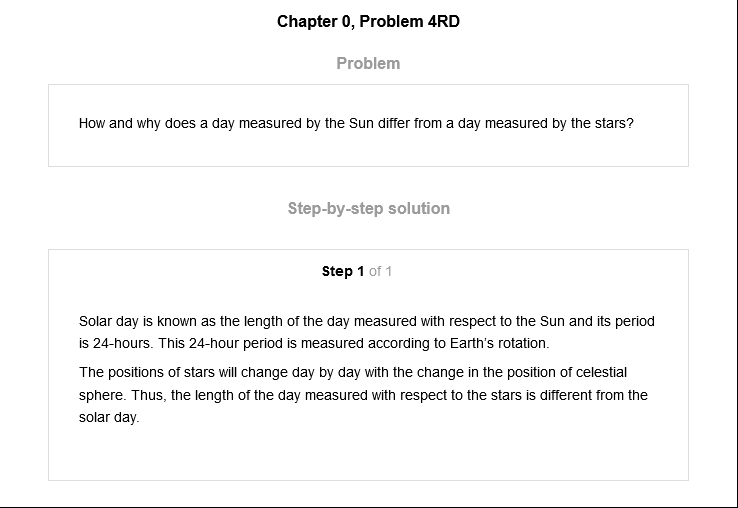 Chapter 0, Problem 4RD
Problem
How and why does a day measured by the Sun differ from a day measured by the stars?
Step-by-step solution
Step 1 of 1
Solar day is known as the length of the day measured with respect to the Sun and its period
is 24-hours. This 24-hour period is measured according to Earth's rotation.
The positions of stars will change day by day with the change in the position of celestial
sphere. Thus, the length of the day measured with respect to the stars is different from the
solar day.